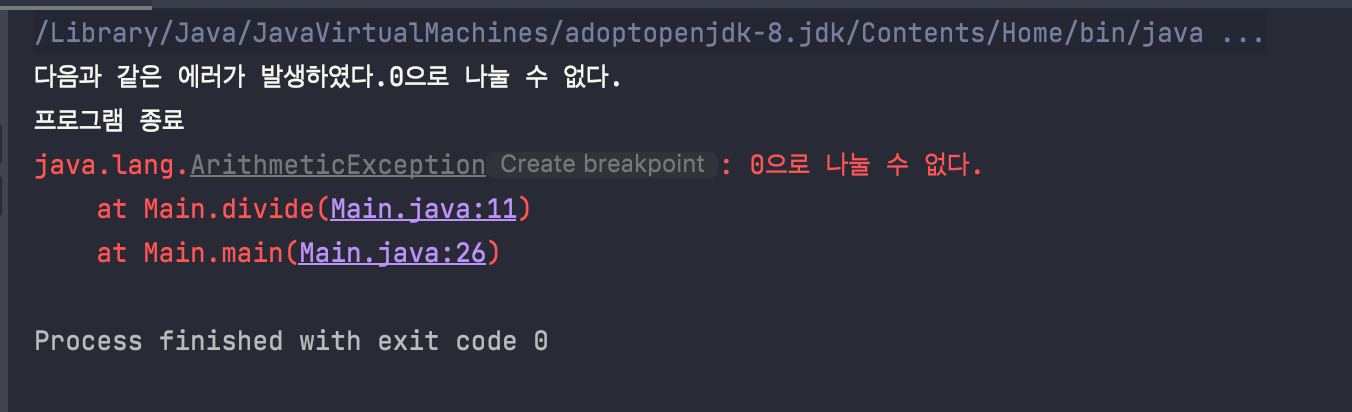 /Library/Java/JavaVirtualMachines/adoptopenjdk-8.jdk/Contents/Home/bin/java ...
다음과 같은 에러가 발생하였다.0으로 나눌 수 없다.
프로그램 종료
java.lang.ArithmeticException Create breakpoint : 0으로 나눌 수 없다.
at Main.divide(Main.java:11)
at Main.main(Main.java:26)
Process finished with exit code 0